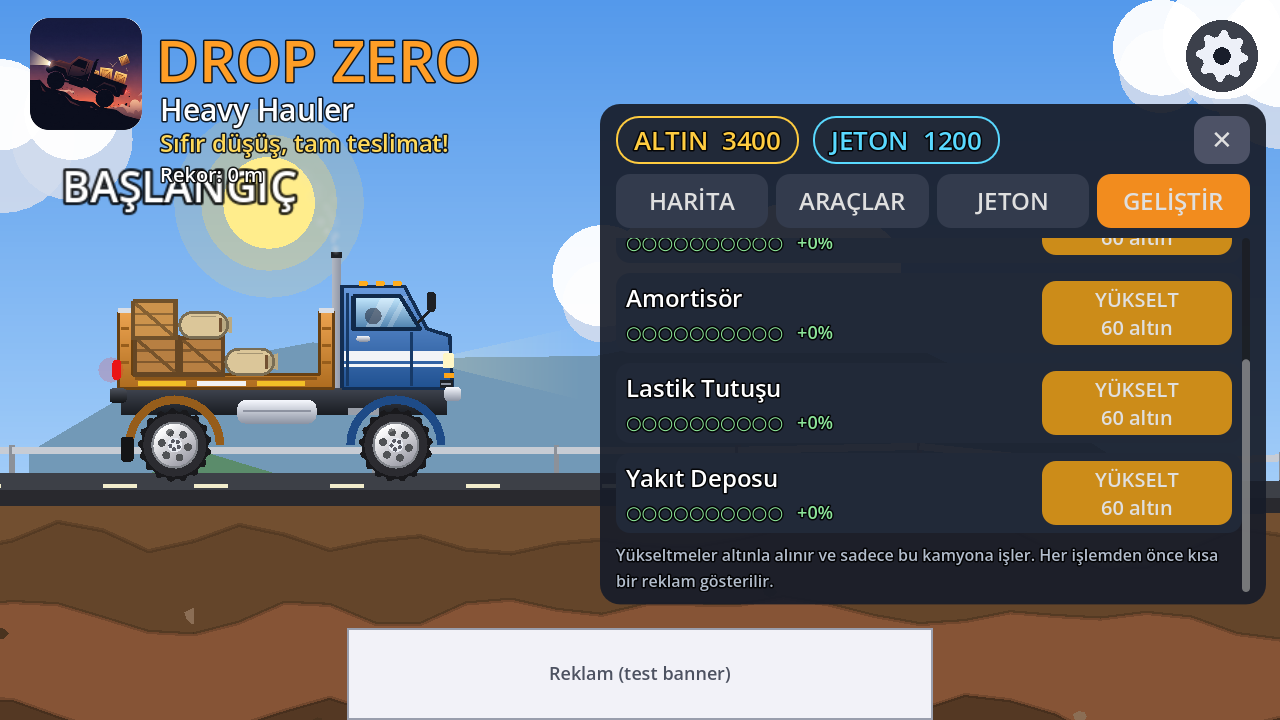 DROP ZERO
Heavy Hauler
Sıfır düşüş, tam teslimat!
Rekor: 0 m
BAŞLANGIÇ
ALTIN 3400
JETON 1200
✕
HARİTA
ARAÇLAR
JETON
GELİŞTİR
○○○○○○○○○○ +0%
60 altın
Amortisör
○○○○○○○○○○ +0%
YÜKSELT
60 altın
Lastik Tutuşu
○○○○○○○○○○ +0%
YÜKSELT
60 altın
Yakıt Deposu
○○○○○○○○○○ +0%
YÜKSELT
60 altın
Yükseltmeler altınla alınır ve sadece bu kamyona işler. Her işlemden önce kısa
bir reklam gösterilir.
Reklam (test banner)